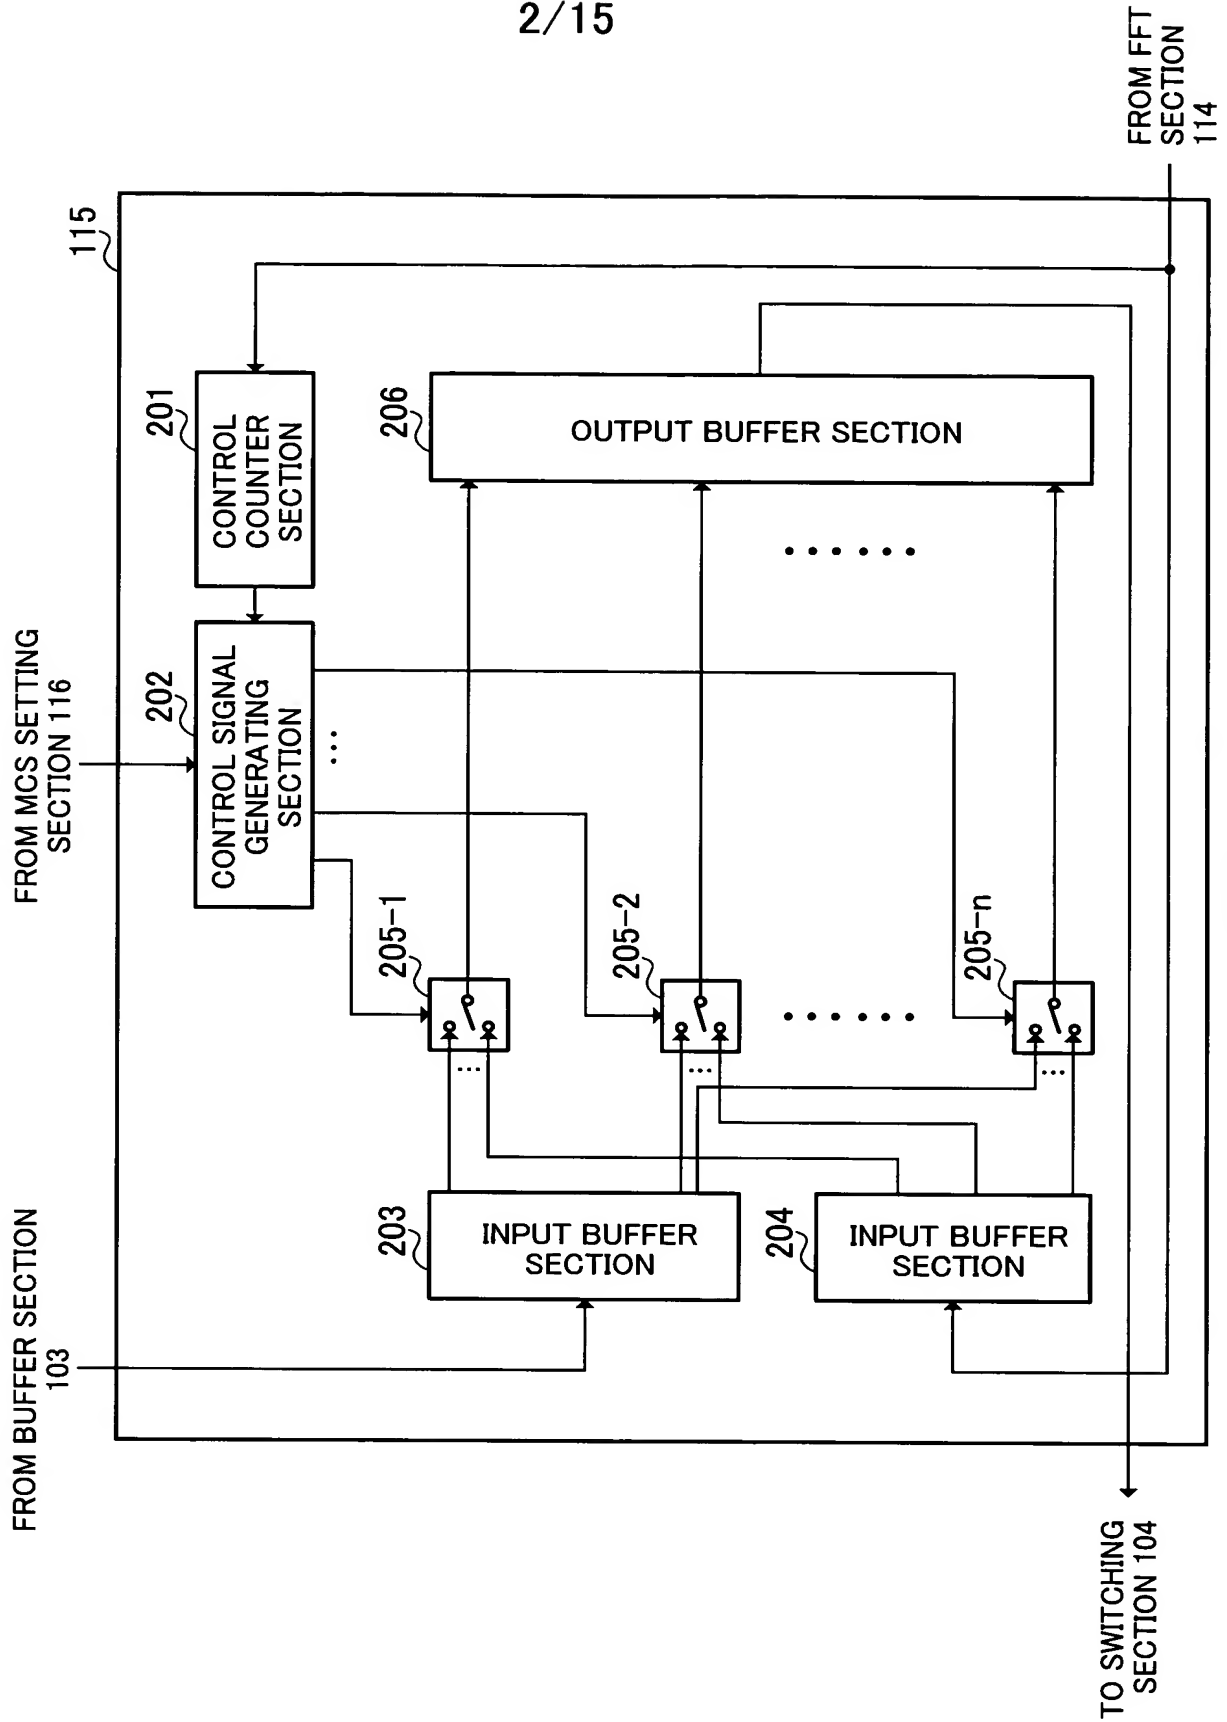 2/15
FROM BUFFER SECTION
103
FROM MCS SETTING
SECTION 116
115
202
CONTROL SIGNAL
GENERATING
SECTION
201
CONTROL
COUNTER
SECTION
203
INPUT BUFFER
SECTION
205-1
206
OUTPUT BUFFER SECTION
205-2
204
INPUT BUFFER
SECTION
205-n
TO SWITCHING
SECTION 104
FROM FFT
SECTION
114